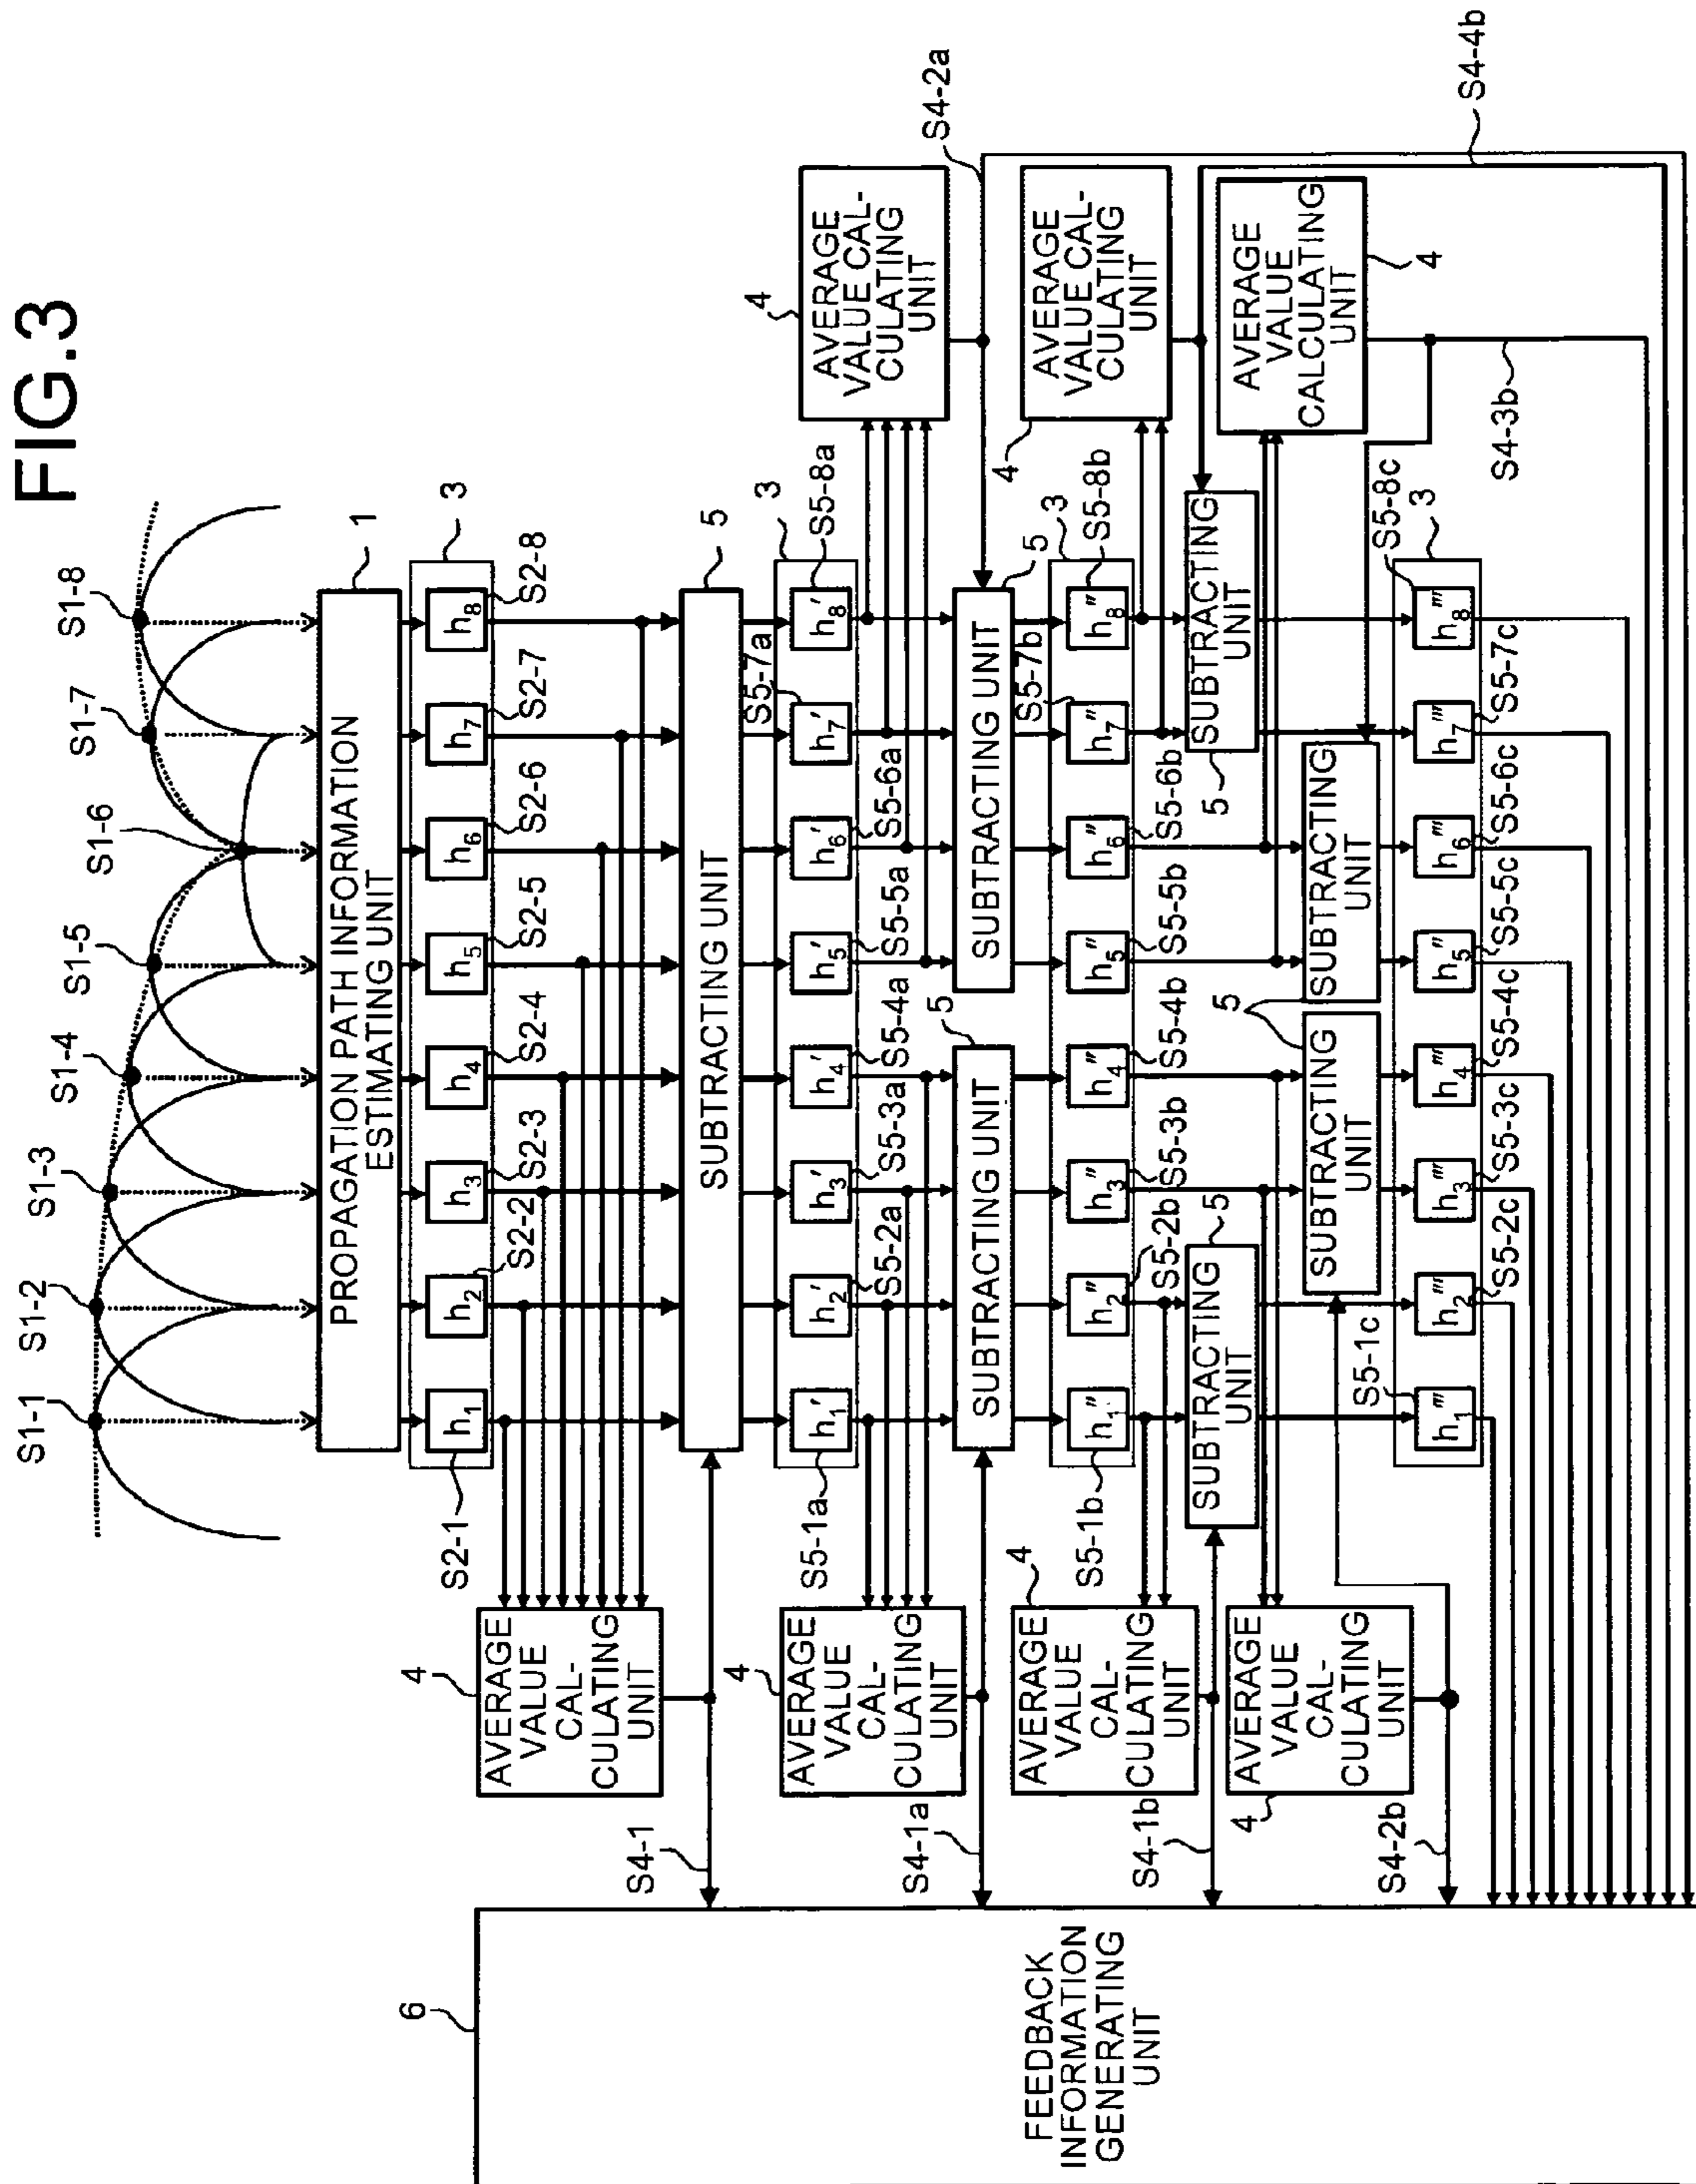 FIG.3
S1-1
S1-2
S1-3
S1-4
S1-5
S1-6
S1-7
S1-8
1
PROPAGATION PATH INFORMATION
ESTIMATING UNIT
3
h1
h2
h3
h4
h5
h6
h7
h8
S2-1
S2-2
S2-3
S2-4
S2-5
S2-6
S2-7
S2-8
4
AVERAGE
VALUE
CAL-
CULATING
UNIT
S4-1
5
SUBTRACTING UNIT
3
h1'
h2'
h3'
h4'
h5'
h6'
h7'
h8'
S5-1a
S5-2a
S5-3a
S5-4a
S5-5a
S5-6a
S5-7a
S5-8a
4
AVERAGE
VALUE
CAL-
CULATING
UNIT
S4-1a
4
AVERAGE
VALUE CAL-
CULATING
UNIT
S4-2a
5
SUBTRACTING UNIT
5
SUBTRACTING UNIT
3
h1''
h2''
h3''
h4''
h5''
h6''
h7''
h8''
S5-1b
S5-2b
S5-3b
S5-4b
S5-5b
S5-6b
S5-7b
S5-8b
4
AVERAGE
VALUE
CAL-
CULATING
UNIT
S4-1b
4
AVERAGE
VALUE CAL-
CULATING
UNIT
S4-4b
5
SUBTRACTING
UNIT
5
SUBTRACTING
UNIT
4
AVERAGE
VALUE
CAL-
CULATING
UNIT
S4-2b
4
AVERAGE
VALUE
CALCULATING
UNIT
S4-3b
5
SUBTRACTING
UNIT
SUBTRACTING
UNIT
3
h1'''
h2'''
h3'''
h4'''
h5''
h6'''
h7'''
h8'''
S5-1c
S5-2c
S5-3c
S5-4c
S5-5c
S5-6c
S5-7c
S5-8c
6
FEEDBACK
INFORMATION
GENERATING
UNIT